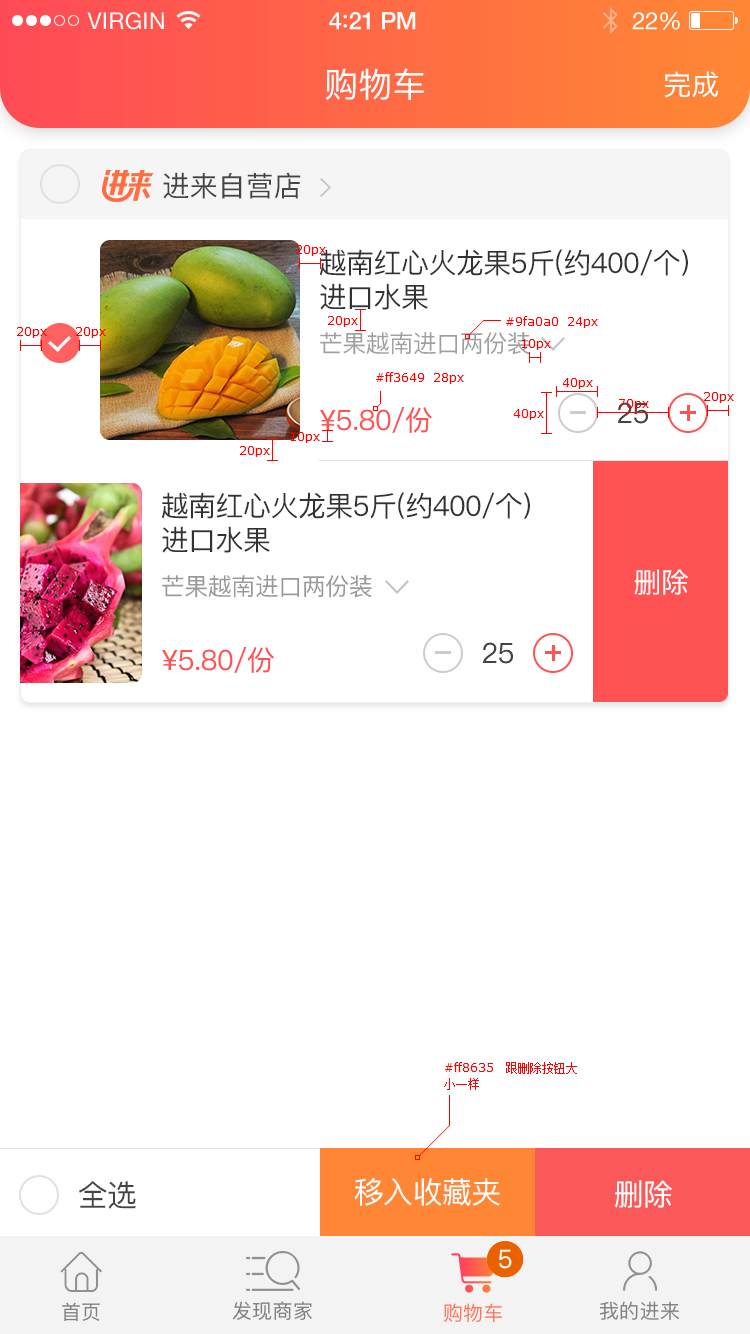 VIRGIN 4:21 PM 22%
购物车 完成
进来 进来自营店
20px
越南红心火龙果5斤(约400/个)
进口水果
20px
#9fa0a0 24px
20px 20px
芒果越南进口两份装
10px
#ff3649 28px
40px
20px
70px
40px
¥5.80/份
25
20px
20px
越南红心火龙果5斤(约400/个)
进口水果
芒果越南进口两份装
删除
¥5.80/份
25
#ff8635 跟删除按钮大
小一样
全选 移入收藏夹 删除
5
首页 发现商家 购物车 我的进来